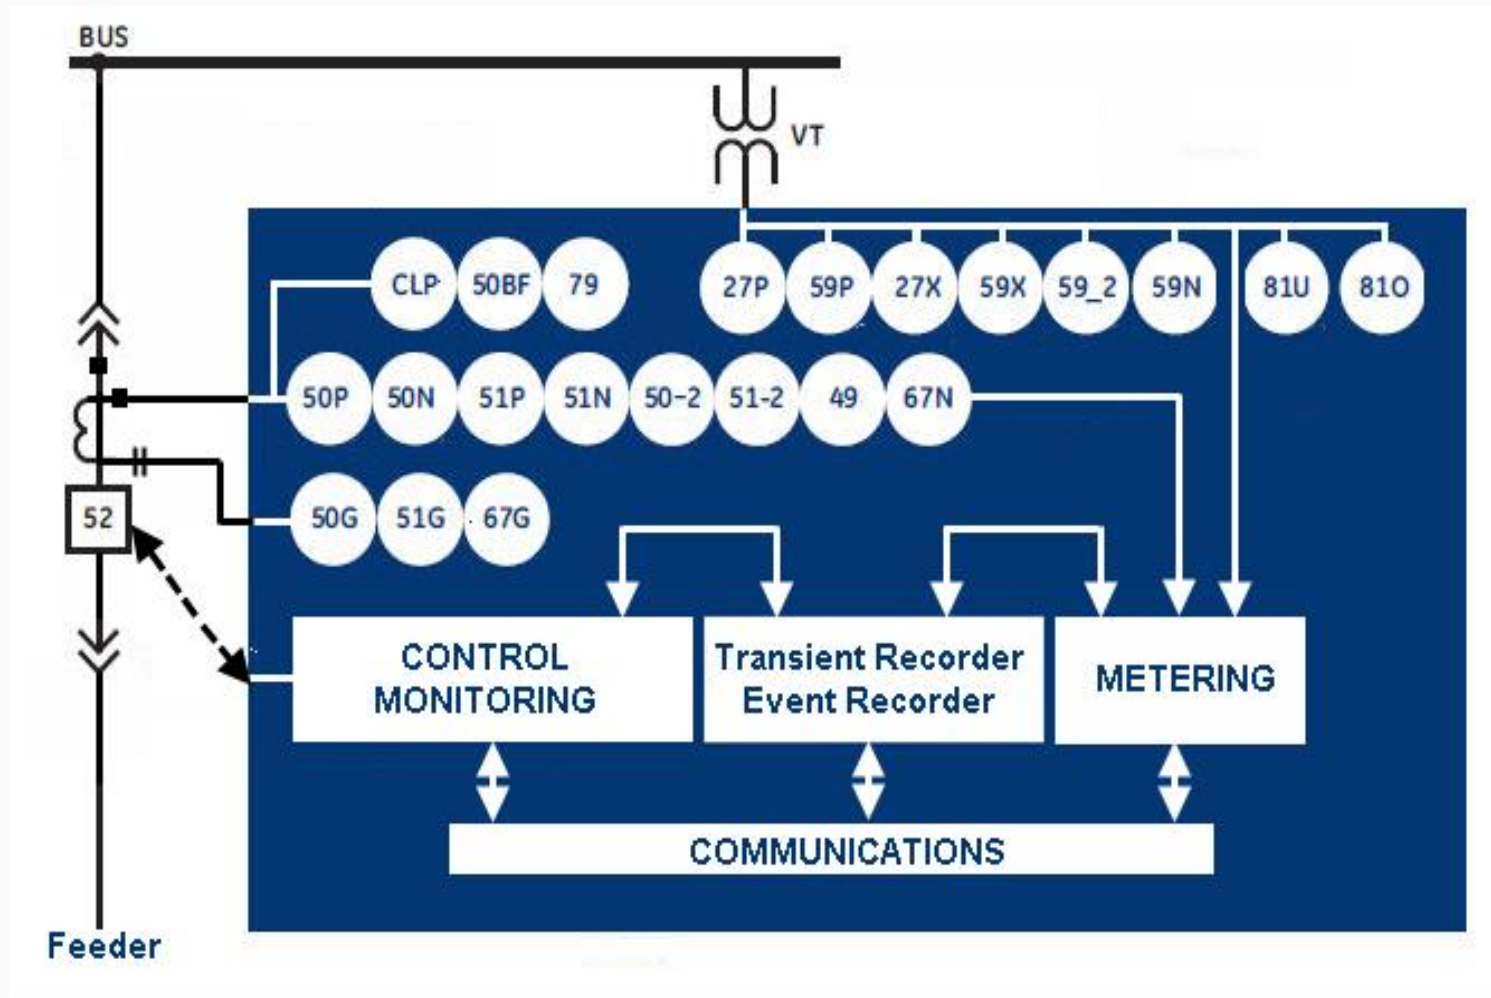 BUS
VT
CLP 50BF 79
27P 59P 27X 59X 59_2 59N 81U 81O
50P 50N 51P 51N 50-2 51-2 49 67N
50G 51G 67G
52
CONTROL
MONITORING
Transient Recorder
Event Recorder
METERING
COMMUNICATIONS
Feeder